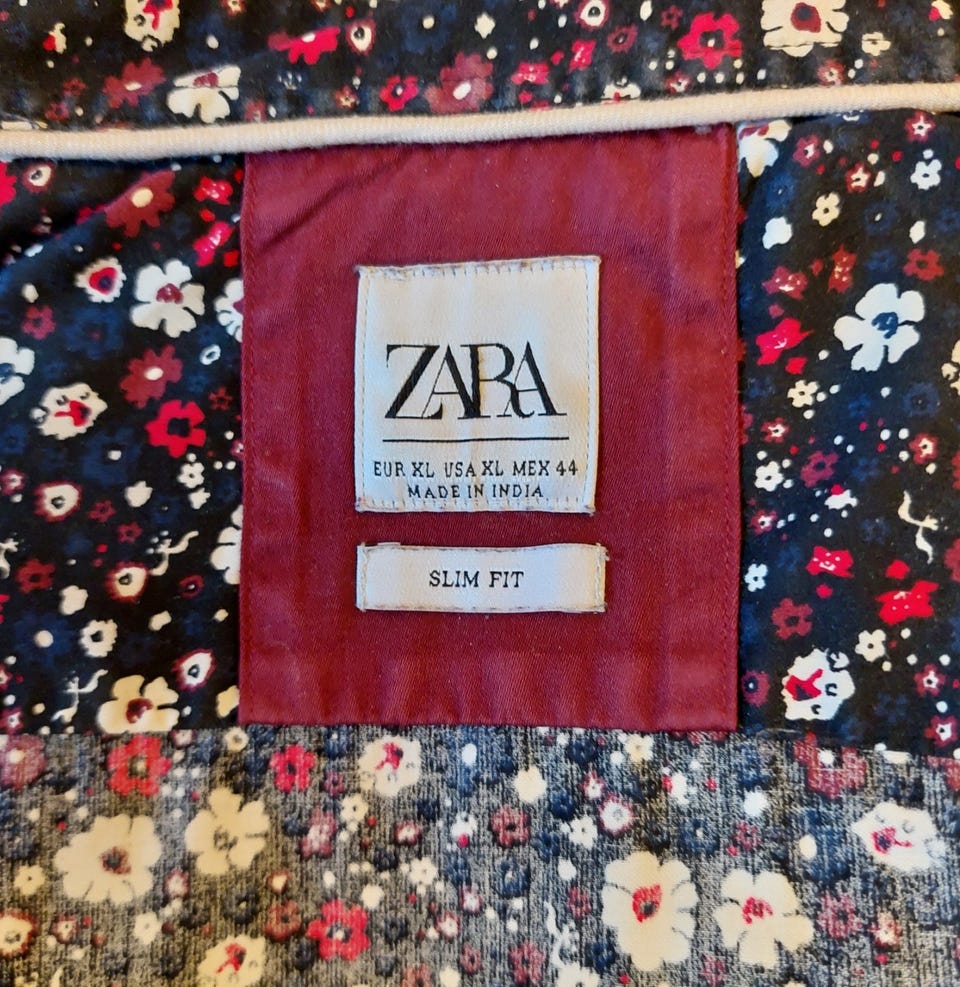 ZARA
EUR XL USA XL MEX 44
MADE IN INDIA
SLIM FIT